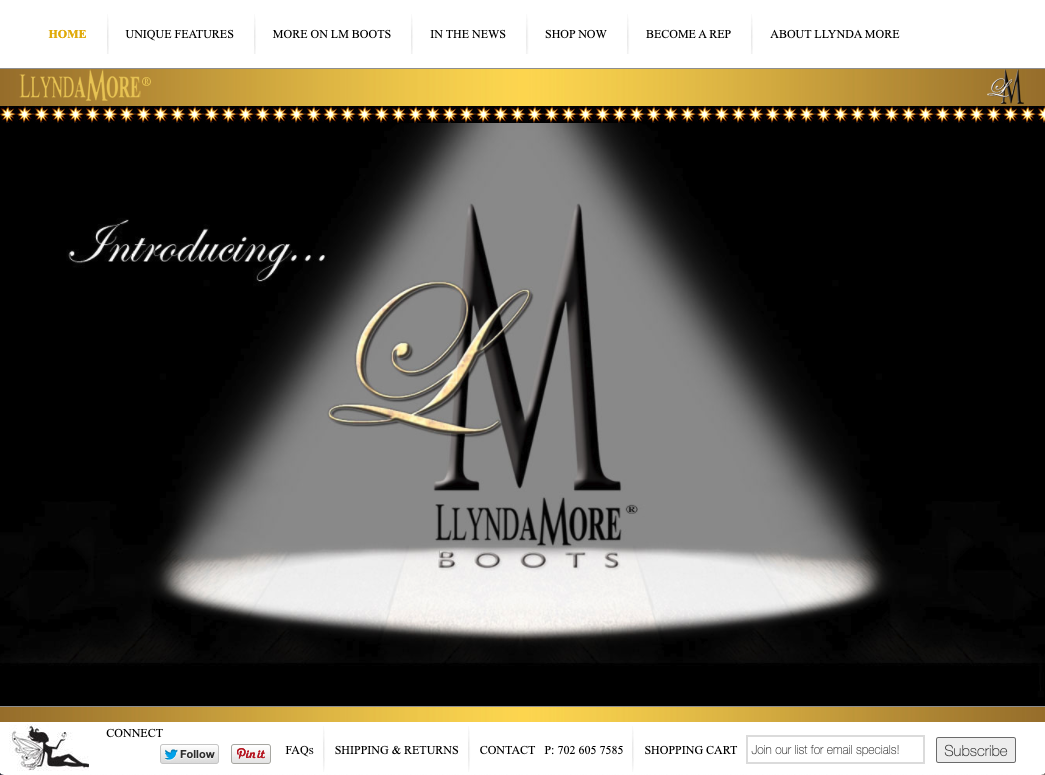 HOME UNIQUE FEATURES MORE ON LM BOOTS IN THE NEWS SHOP NOW BECOME A REP ABOUT LLYNDA MORE
LLYNDAMORE® LM
Introducing...
LM
LLYNDAMORE®
BOOTS
CONNECT
Follow Pin it FAQs SHIPPING & RETURNS CONTACT P: 702 605 7585 SHOPPING CART Join our list for email specials! Subscribe